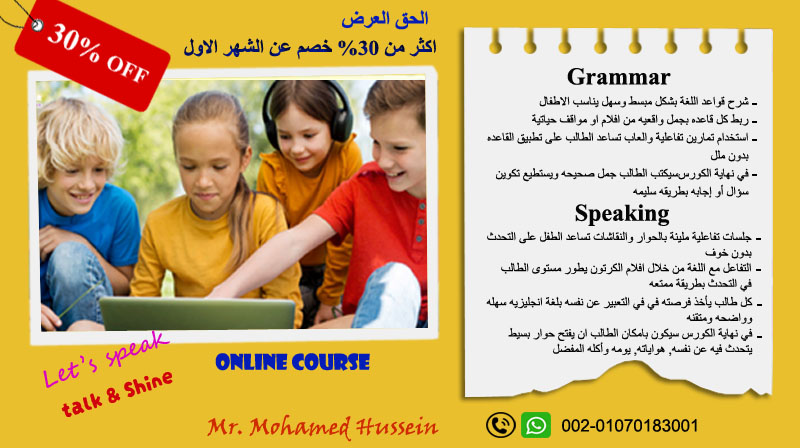 30% OFF
الحق العرض
اكثر من 30% خصم عن الشهر الاول
Let's speak
talk & Shine
ONLINE COURSE
Mr. Mohamed Hussein
Grammar
- شرح قواعد اللغة بشكل مبسط وسهل يناسب الاطفال
- ربط كل قاعده بجمل واقعيه من افلام او مواقف حياتية
- استخدام تمارين تفاعلية والعاب تساعد الطالب على تطبيق القاعده
بدون ملل
- في نهاية الكورس،سيكتب الطالب جمل صحيحه ويستطيع تكوين
سؤال أو إجابه بطريقه سليمه
Speaking
- جلسات تفاعلية مليئة بالحوار والنقاشات تساعد الطفل على التحدث
بدون خوف
- التفاعل مع اللغة من خلال افلام الكرتون يطور مستوى الطالب
في التحدث بطريقة ممتعه
- كل طالب يأخذ فرصته في في التعبير عن نفسه بلغة انجليزيه سهله
وواضحه ومتقنه
- في نهاية الكورس سيكون بامكان الطالب ان يفتح حوار بسيط
يتحدث فيه عن نفسه, هواياته, يومه وأكله المفضل
002-01070183001